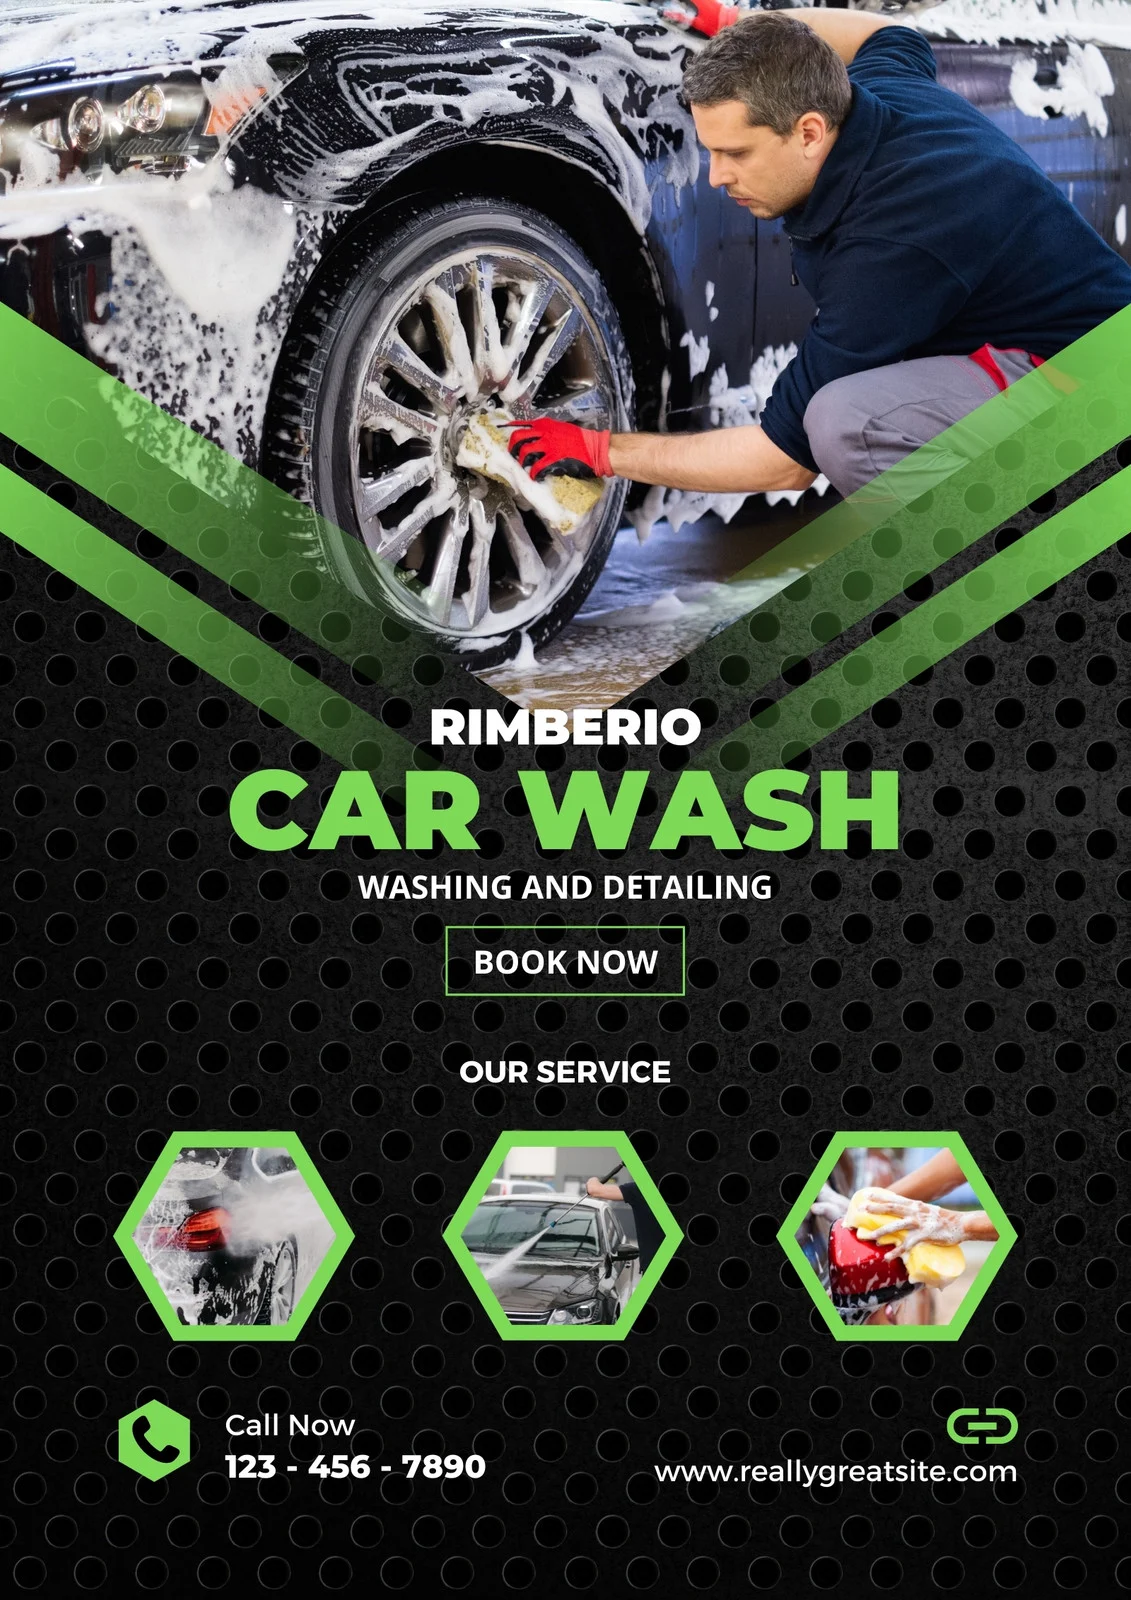 RIMBERIO
CAR WASH
WASHING AND DETAILING
BOOK NOW
OUR SERVICE
Call Now
123 - 456 - 7890
www.reallygreatsite.com